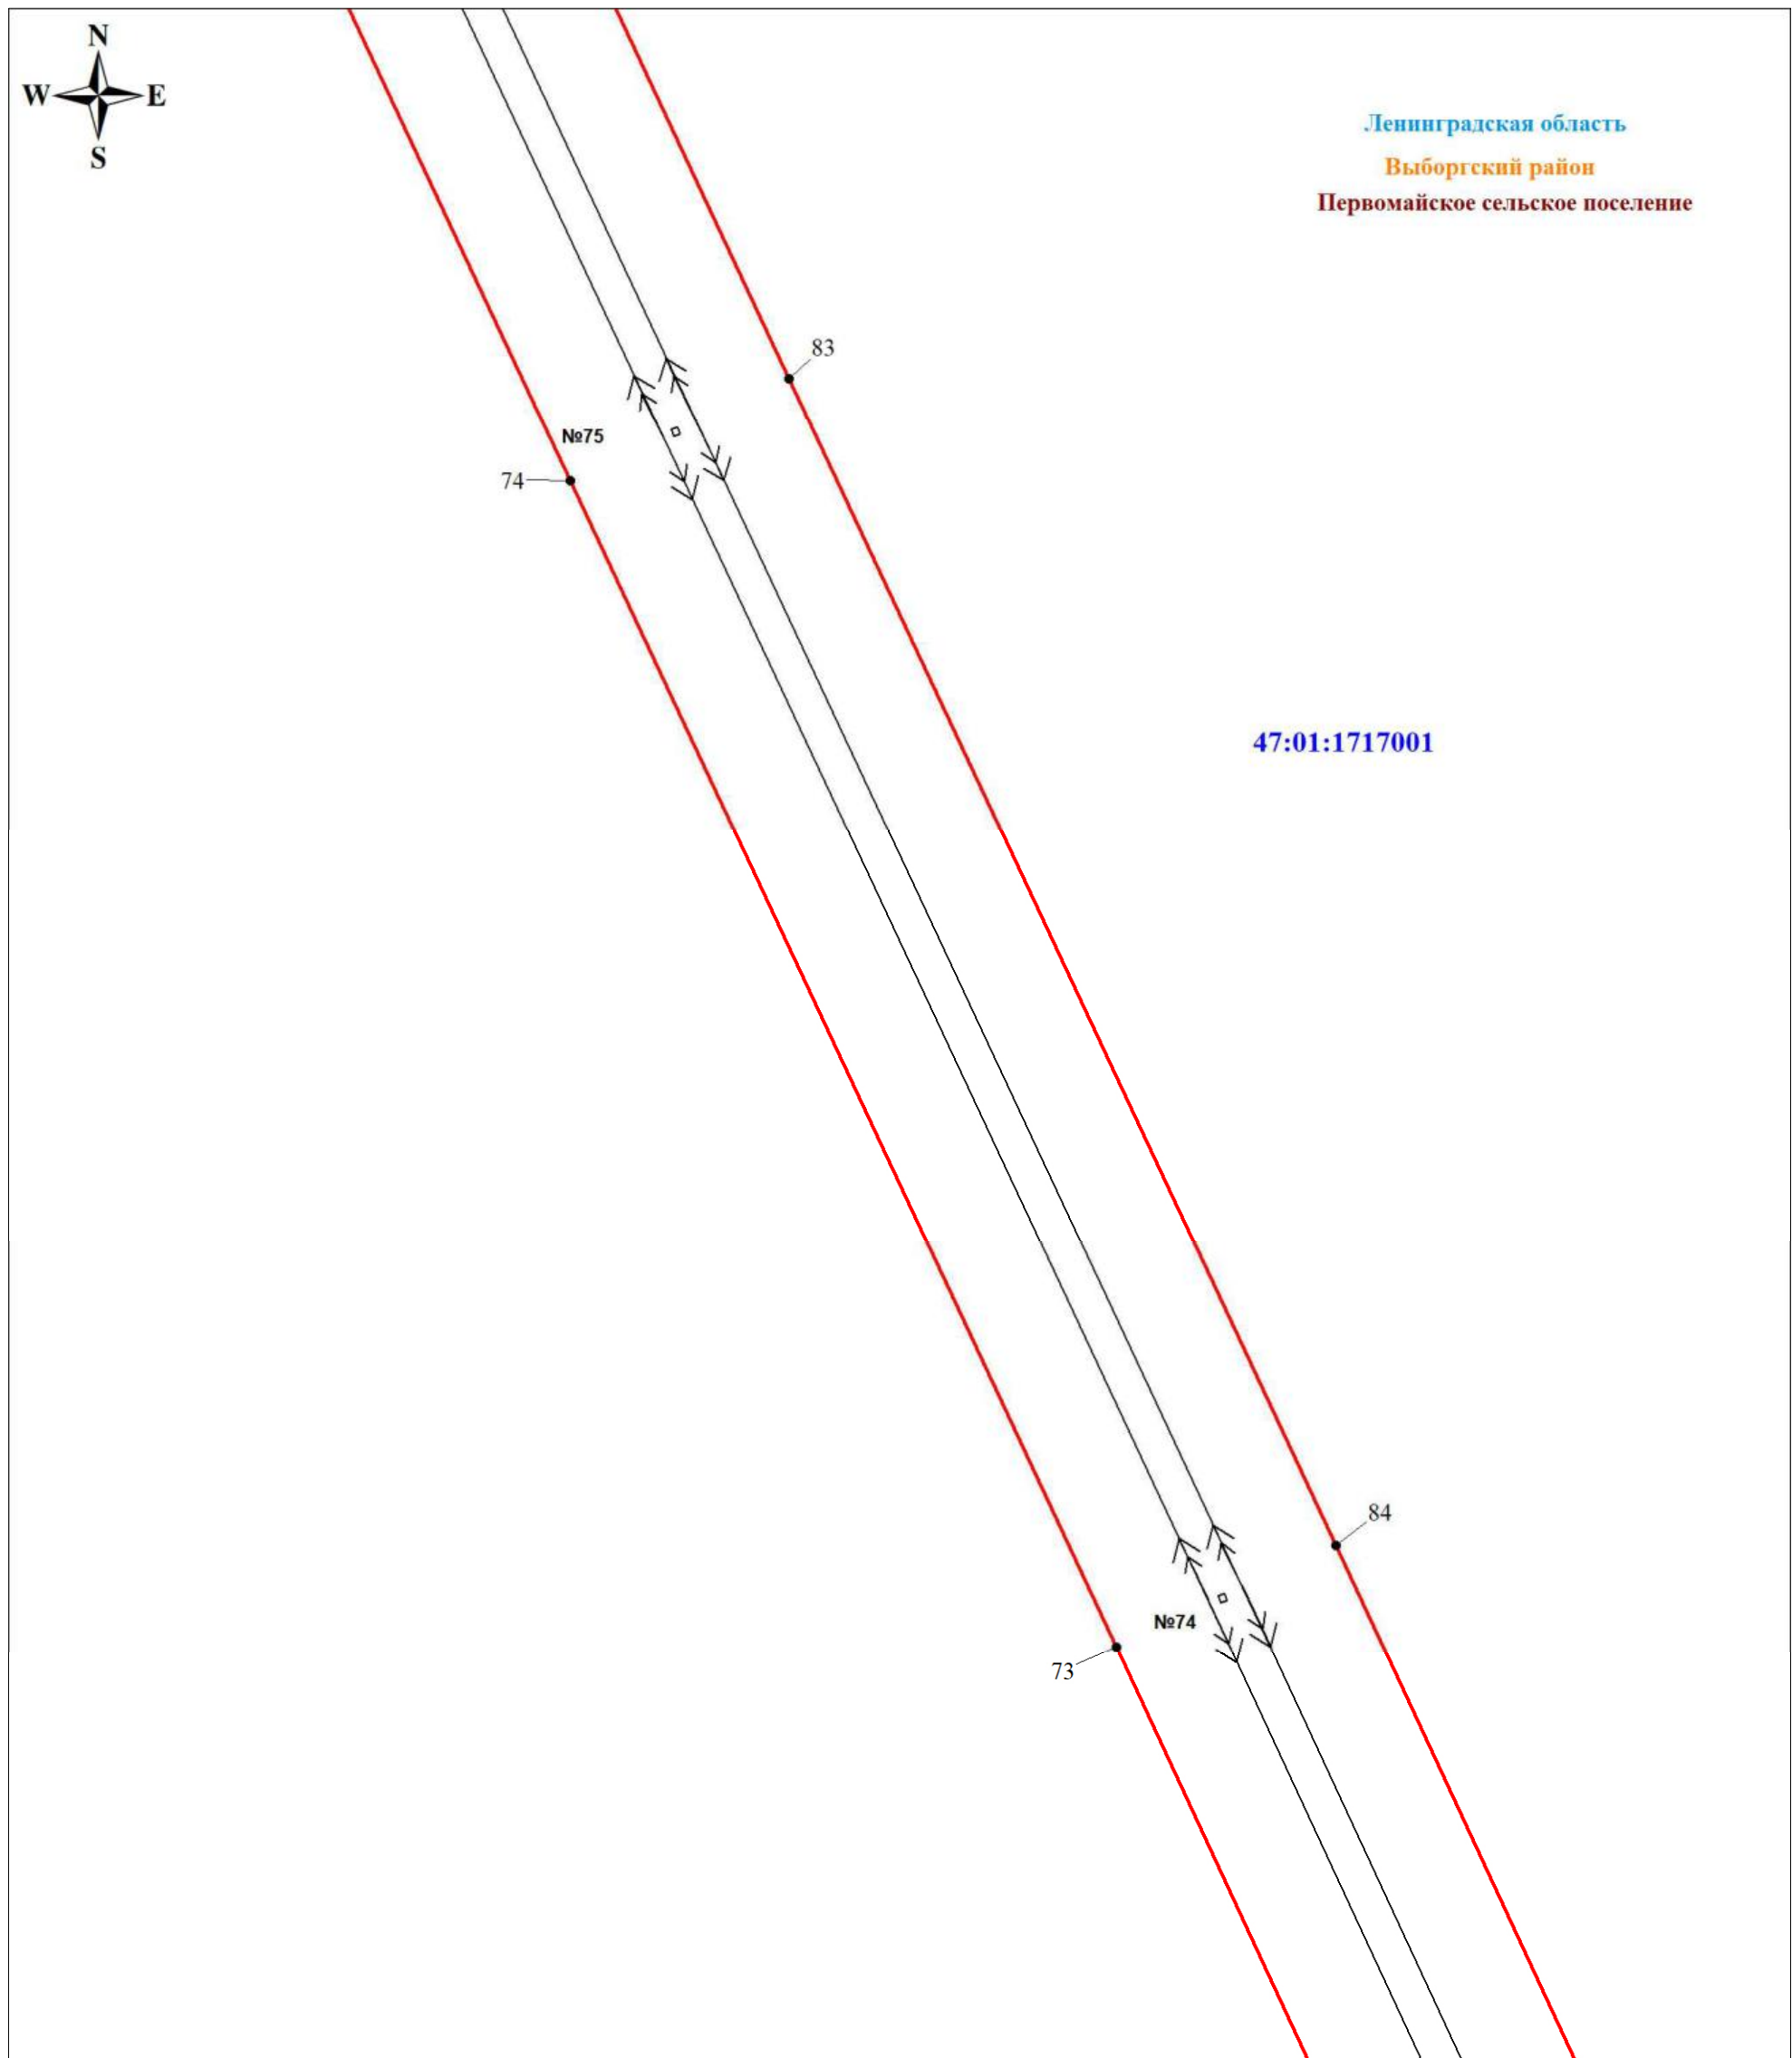 N
W E
S
Ленинградская область
Выборгский район
Первомайское сельское поселение
83
№75
74
47:01:1717001
84
№74
73